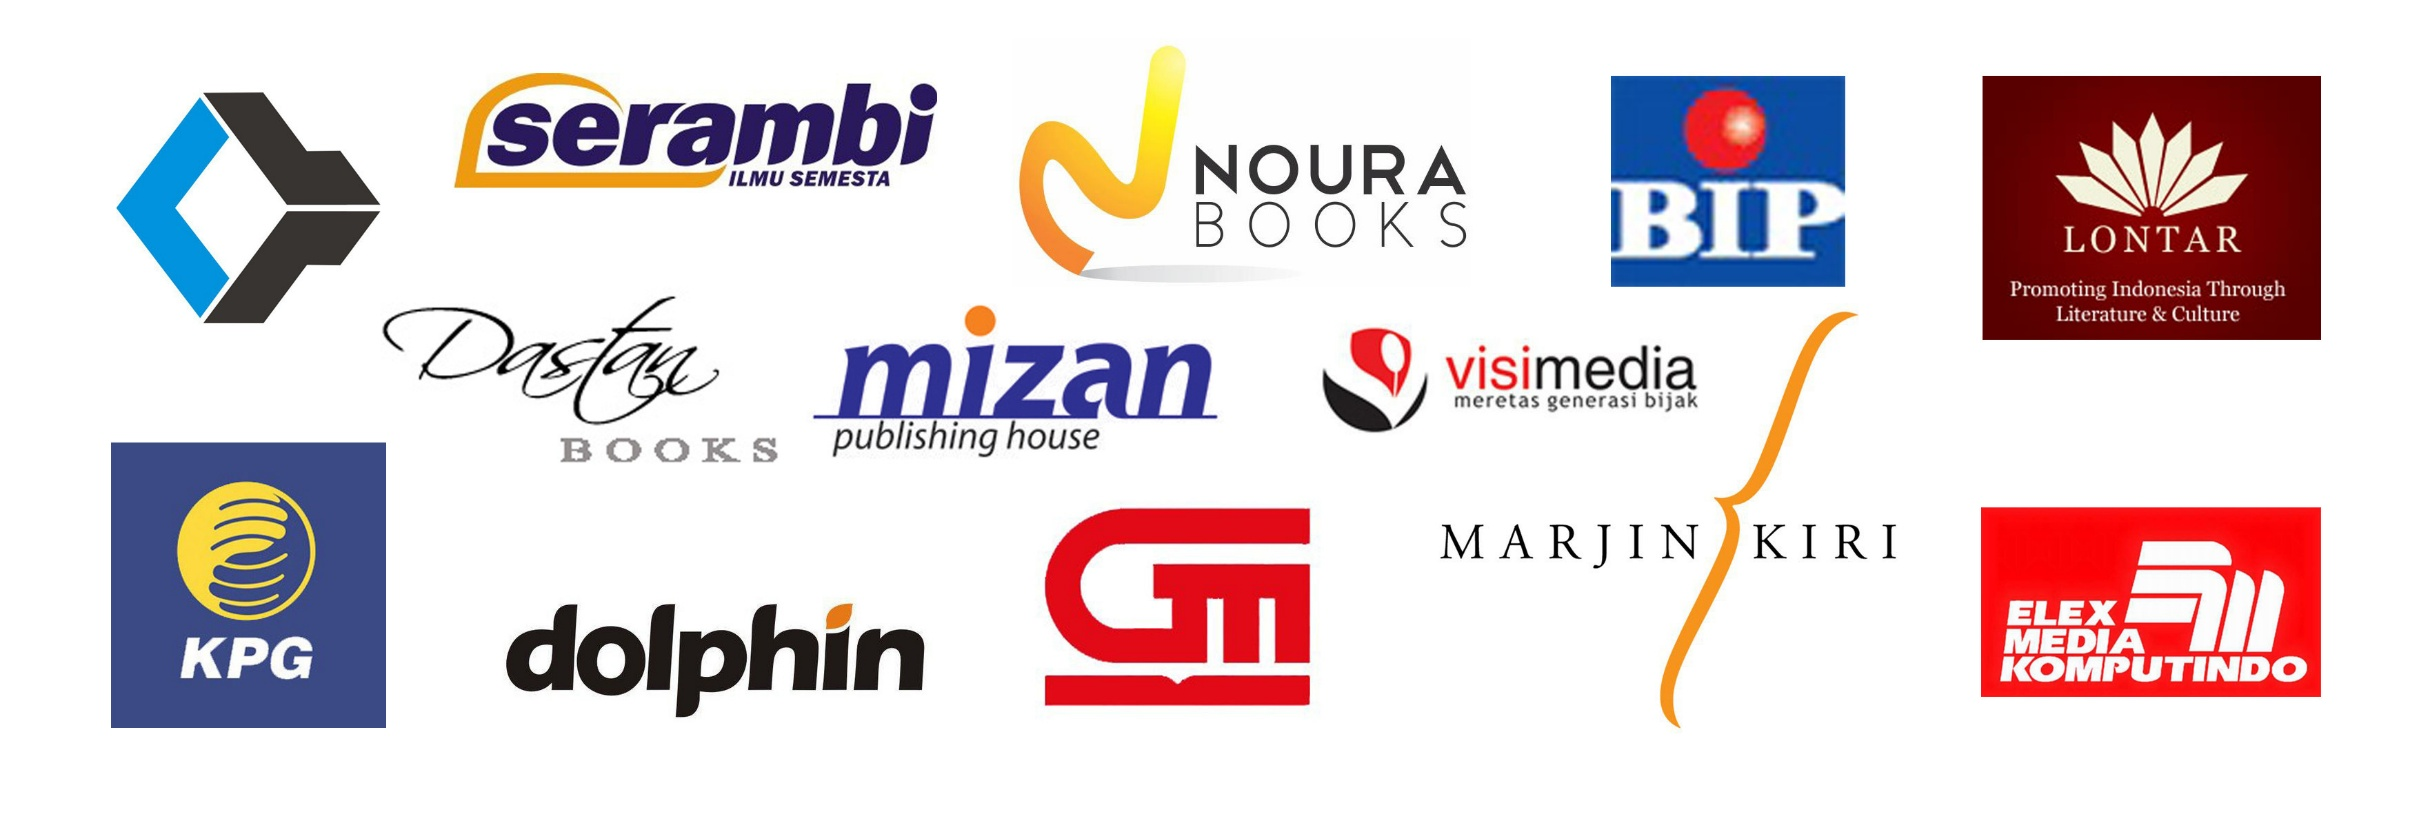 serambi
ILMU SEMESTA
NOURA
BOOKS
BIP
LONTAR
Promoting Indonesia Through
Literature & Culture
Dastan
BOOKS
mizan
publishing house
visimedia
meretas generasi bijak
KPG
dolphin
GM
MARJIN KIRI
ELEX
MEDIA
KOMPUTINDO